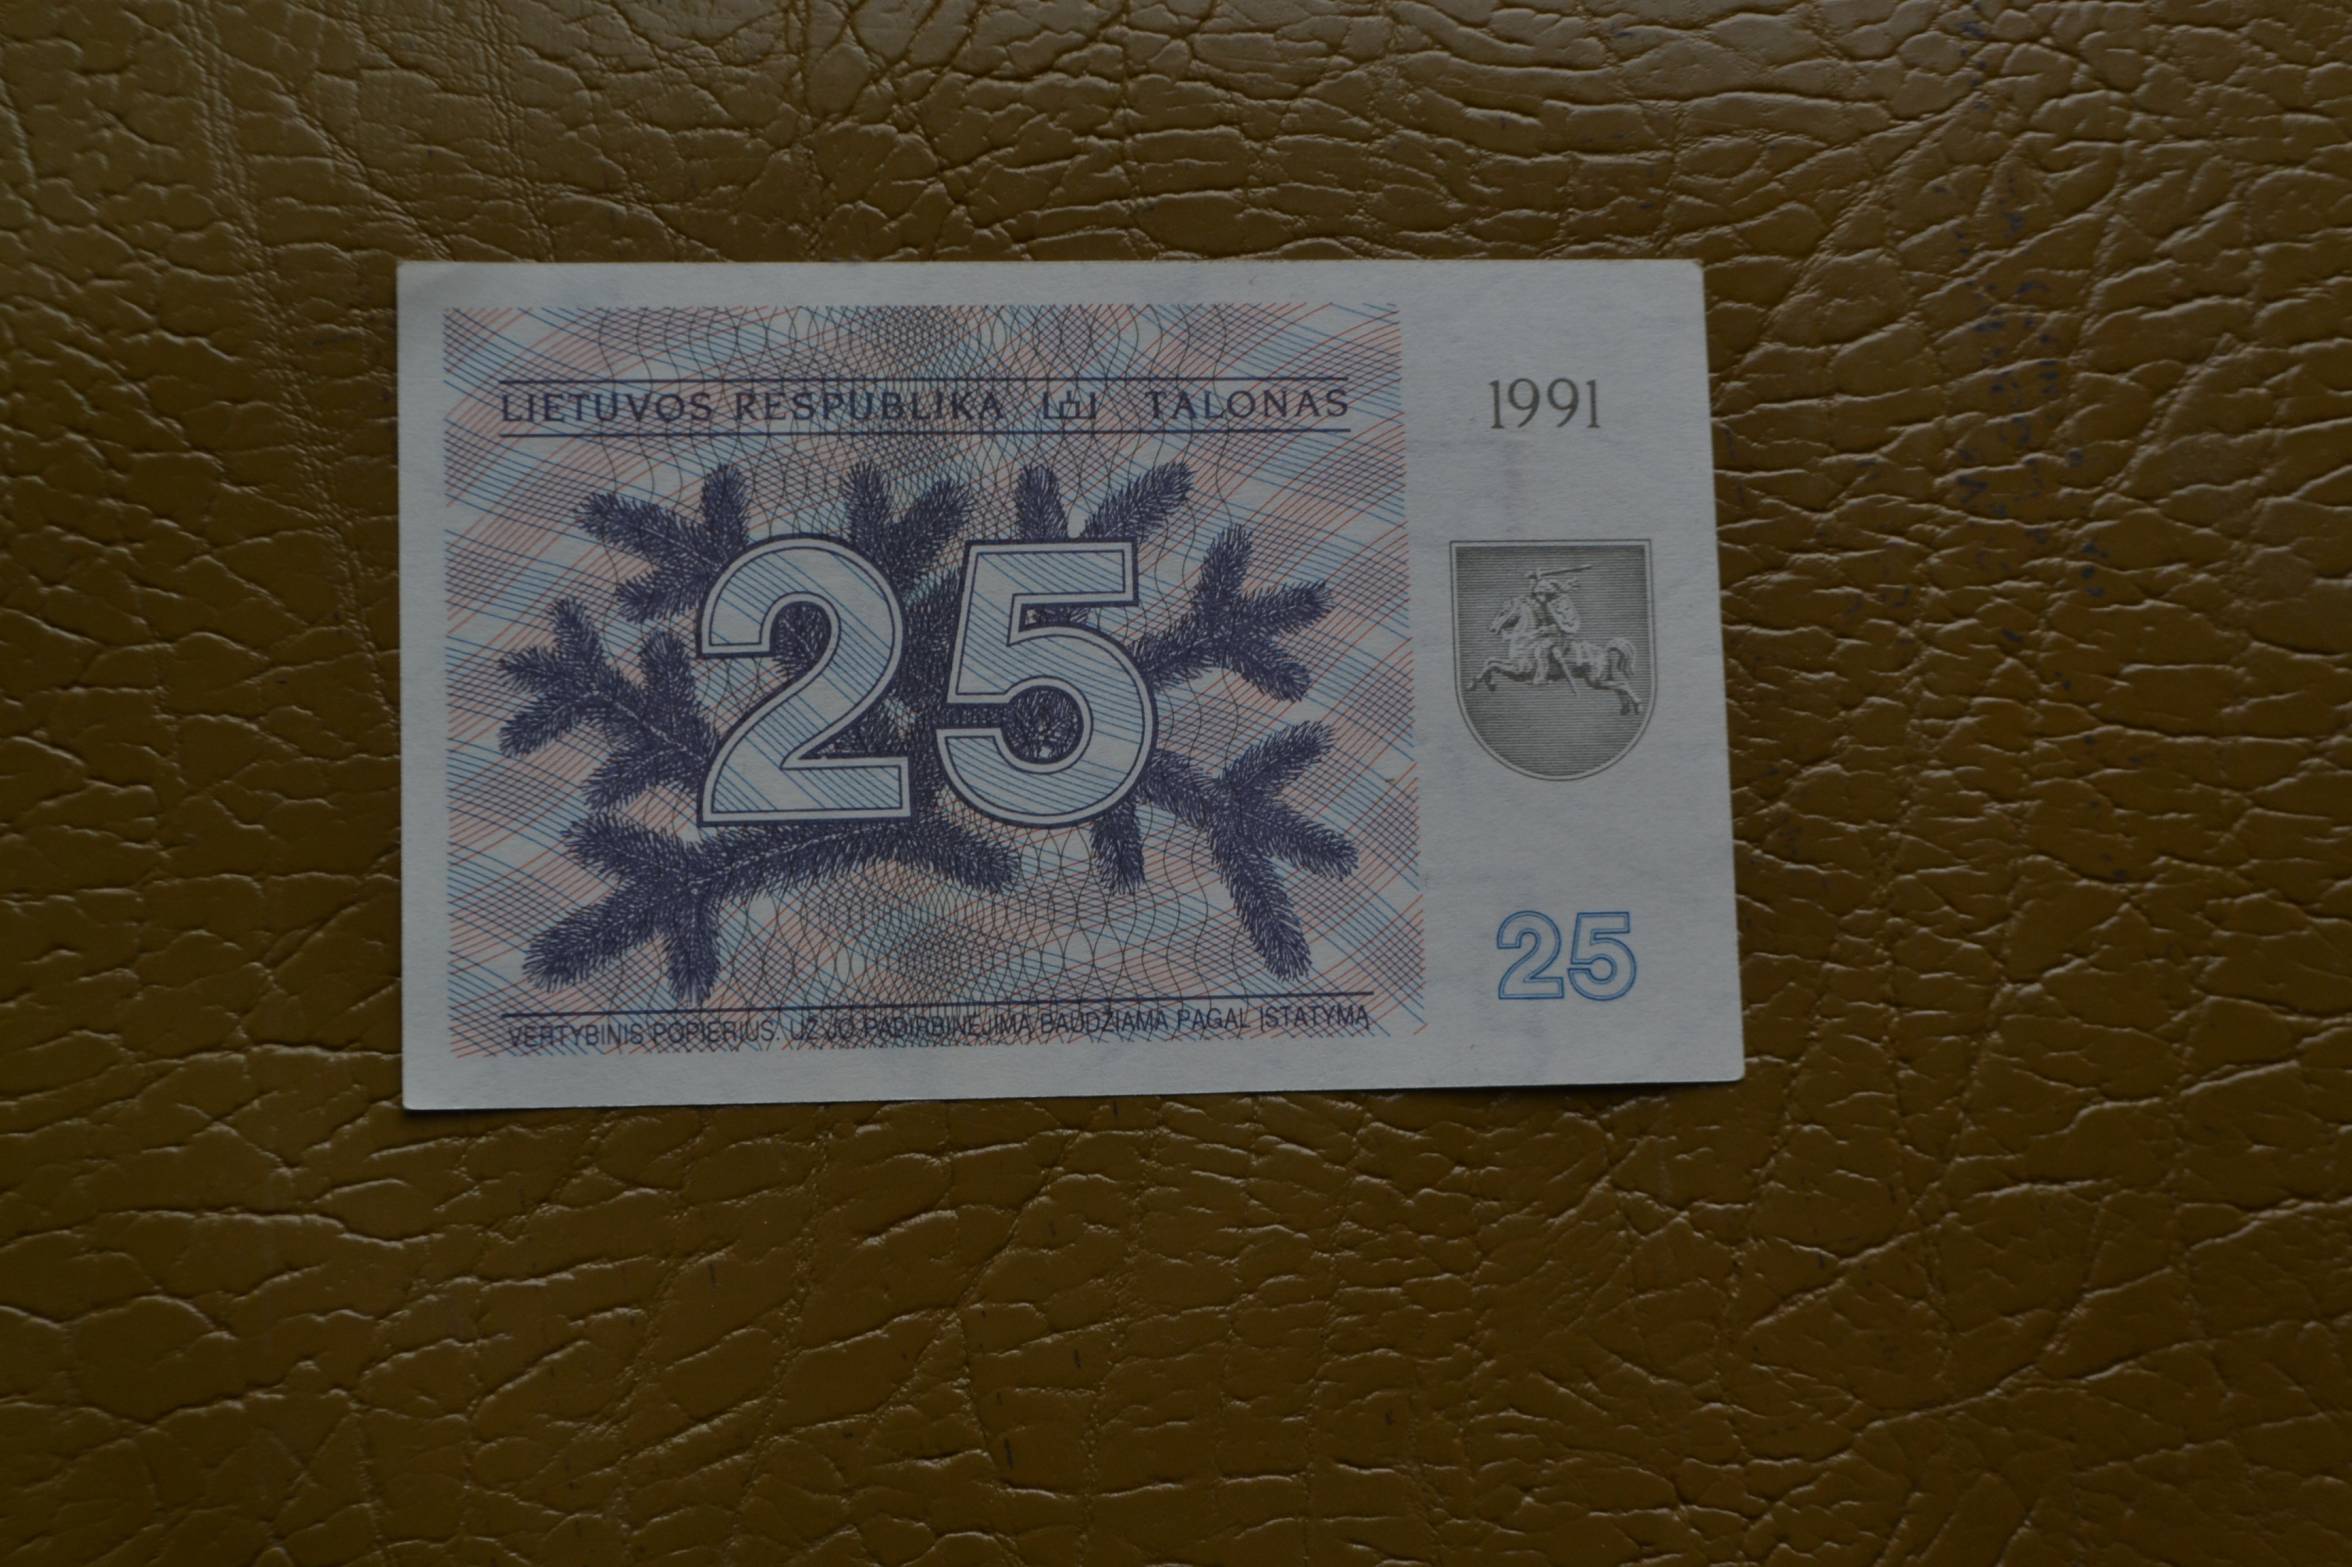 LIETUVOS RESPUBLIKA TALONAS
1991
25
25
VERTYBINIS POPIERIUS. UŽ JO PADIRBINĖJIMĄ BAUDŽIAMA PAGAL ĮSTATYMĄ